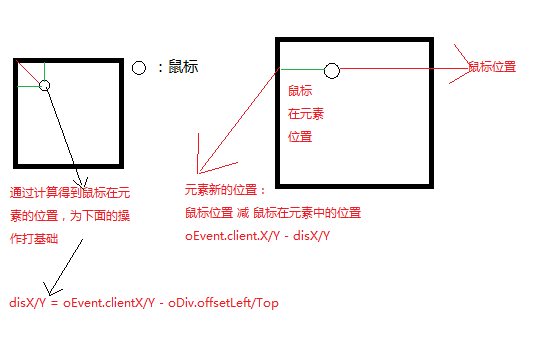 ：鼠标
鼠标位置
鼠标
在元素
位置
通过计算得到鼠标在元
素的位置，为下面的操
作打基础
元素新的位置：
鼠标位置 减 鼠标在元素中的位置
oEvent.client.X/Y - disX/Y
disX/Y = oEvent.clientX/Y - oDiv.offsetLeft/Top